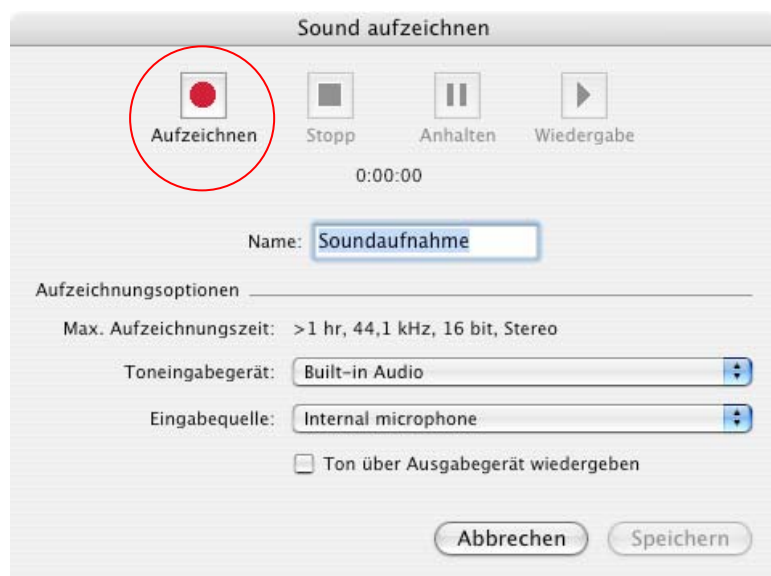 Sound aufzeichnen
Aufzeichnen Stopp Anhalten Wiedergabe
0:00:00
Name: Soundaufnahme
Aufzeichnungsoptionen
Max. Aufzeichnungszeit: >1 hr, 44,1 kHz, 16 bit, Stereo
Toneingabegerät: Built-in Audio
Eingabequelle: Internal microphone
Ton über Ausgabegerät wiedergeben
Abbrechen Speichern